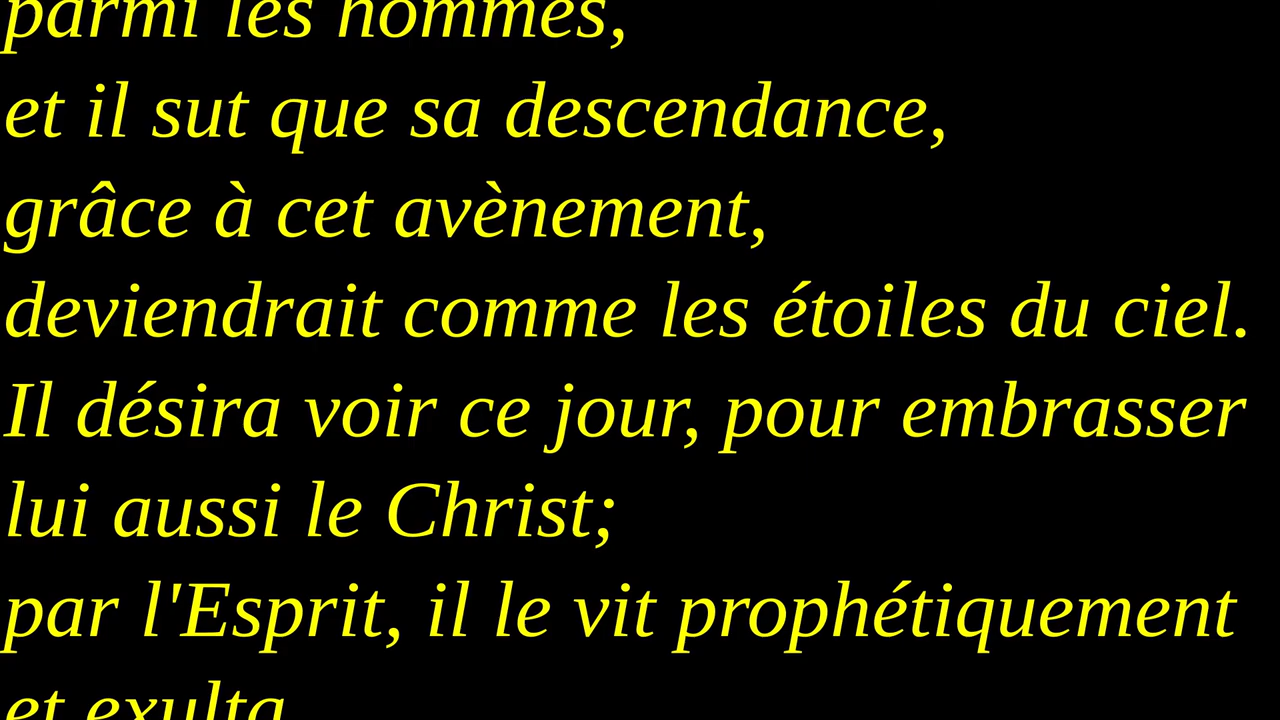 parmi les hommes,
et il sut que sa descendance,
grâce à cet avènement,
deviendrait comme les étoiles du ciel.
Il désira voir ce jour, pour embrasser
lui aussi le Christ;
par l'Esprit, il le vit prophétiquement
et exulta